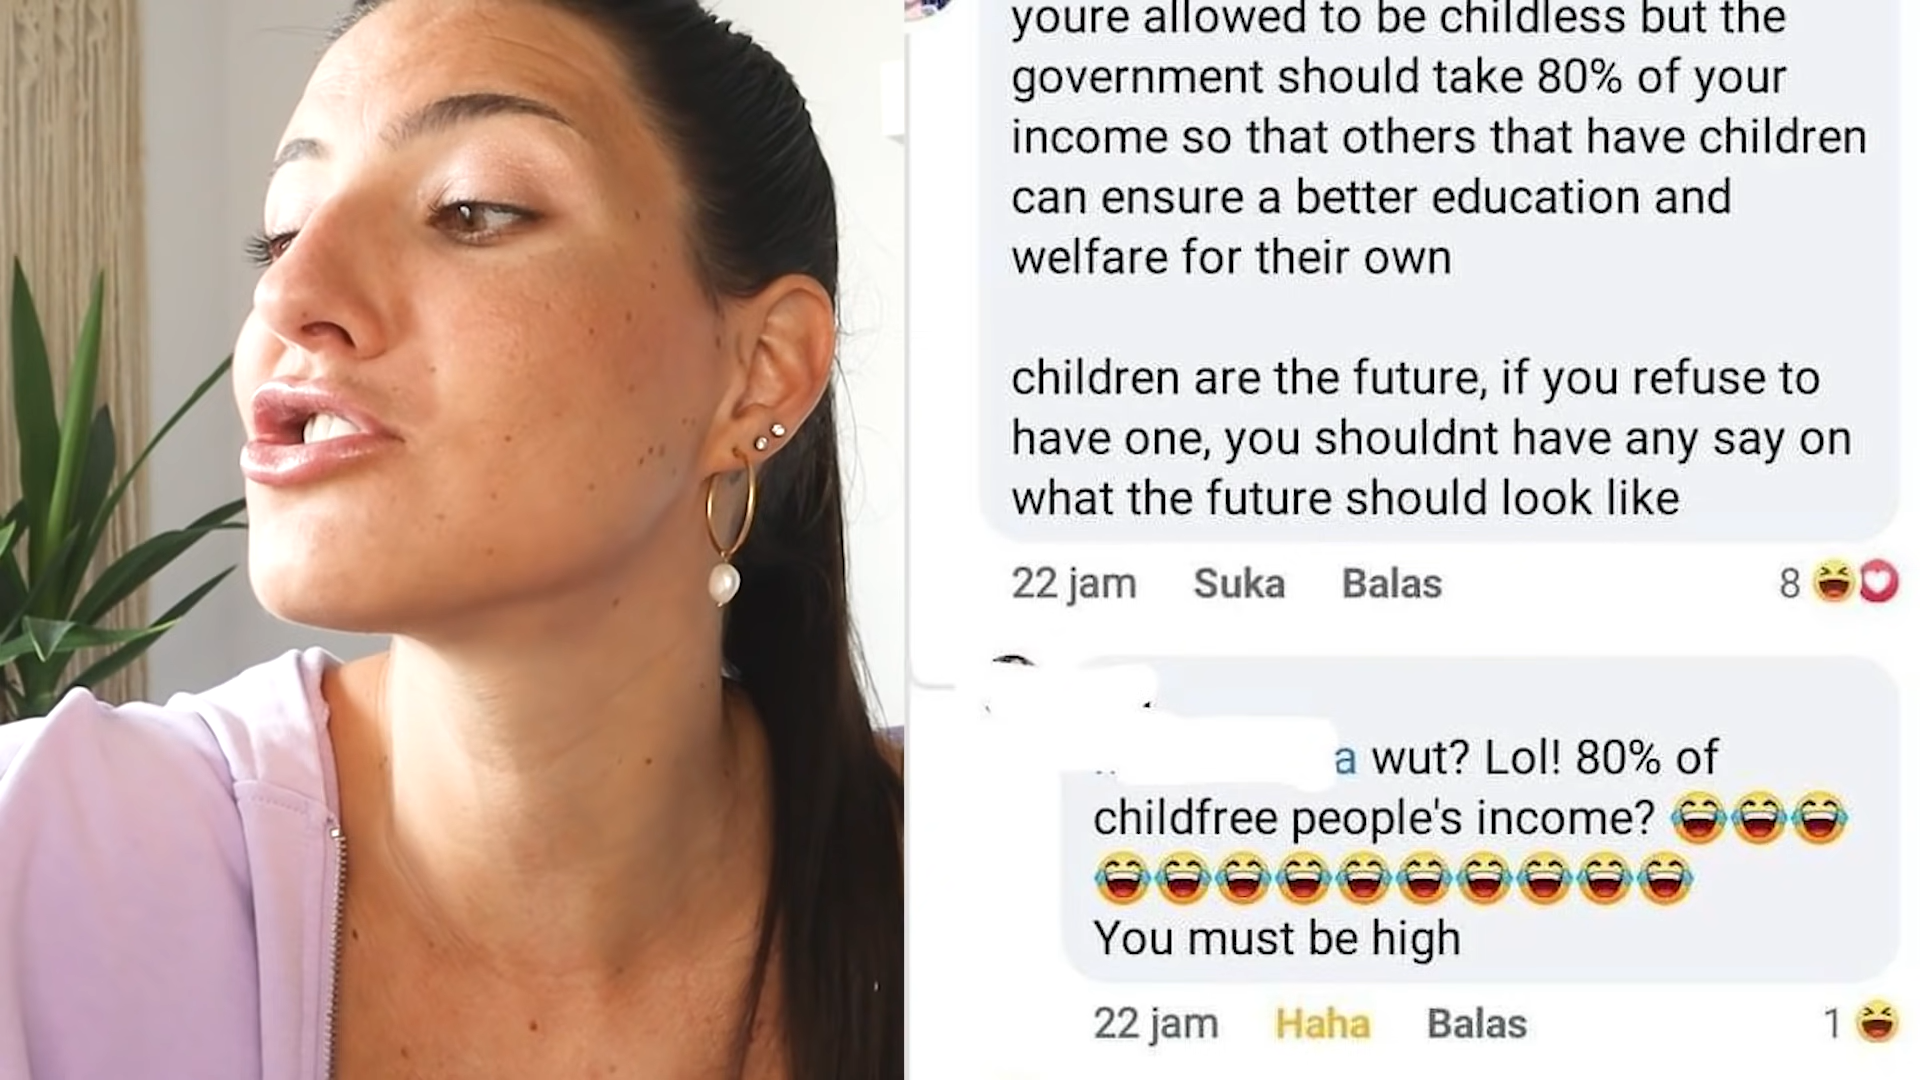 youre allowed to be childless but the
government should take 80% of your
income so that others that have children
can ensure a better education and
welfare for their own
children are the future, if you refuse to
have one, you shouldnt have any say on
what the future should look like
22 jam Suka Balas 8
a wut? Lol! 80% of
childfree people's income? 😂😂😂
😂😂😂😂😂😂😂😂😂😂
You must be high
22 jam Haha Balas 1